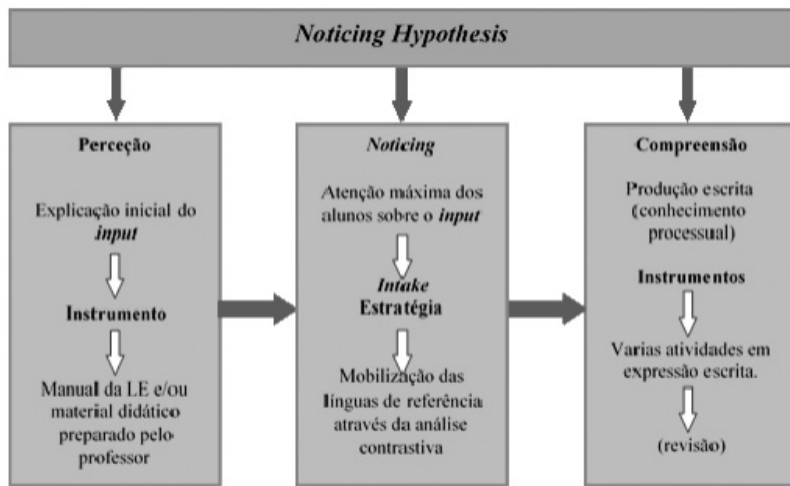 Noticing Hypothesis
Perceção
Explicação inicial do
input
Instrumento
Manual da LE e/ou
material didático
preparado pelo
professor
Noticing
Atenção máxima dos
alunos sobre o input
Intake
Estratégia
Mobilização das
línguas de referência
através da análise
contrastiva
Compreensão
Produção escrita
(conhecimento
processual)
Instrumentos
Varias atividades em
expressão escrita.
(revisão)